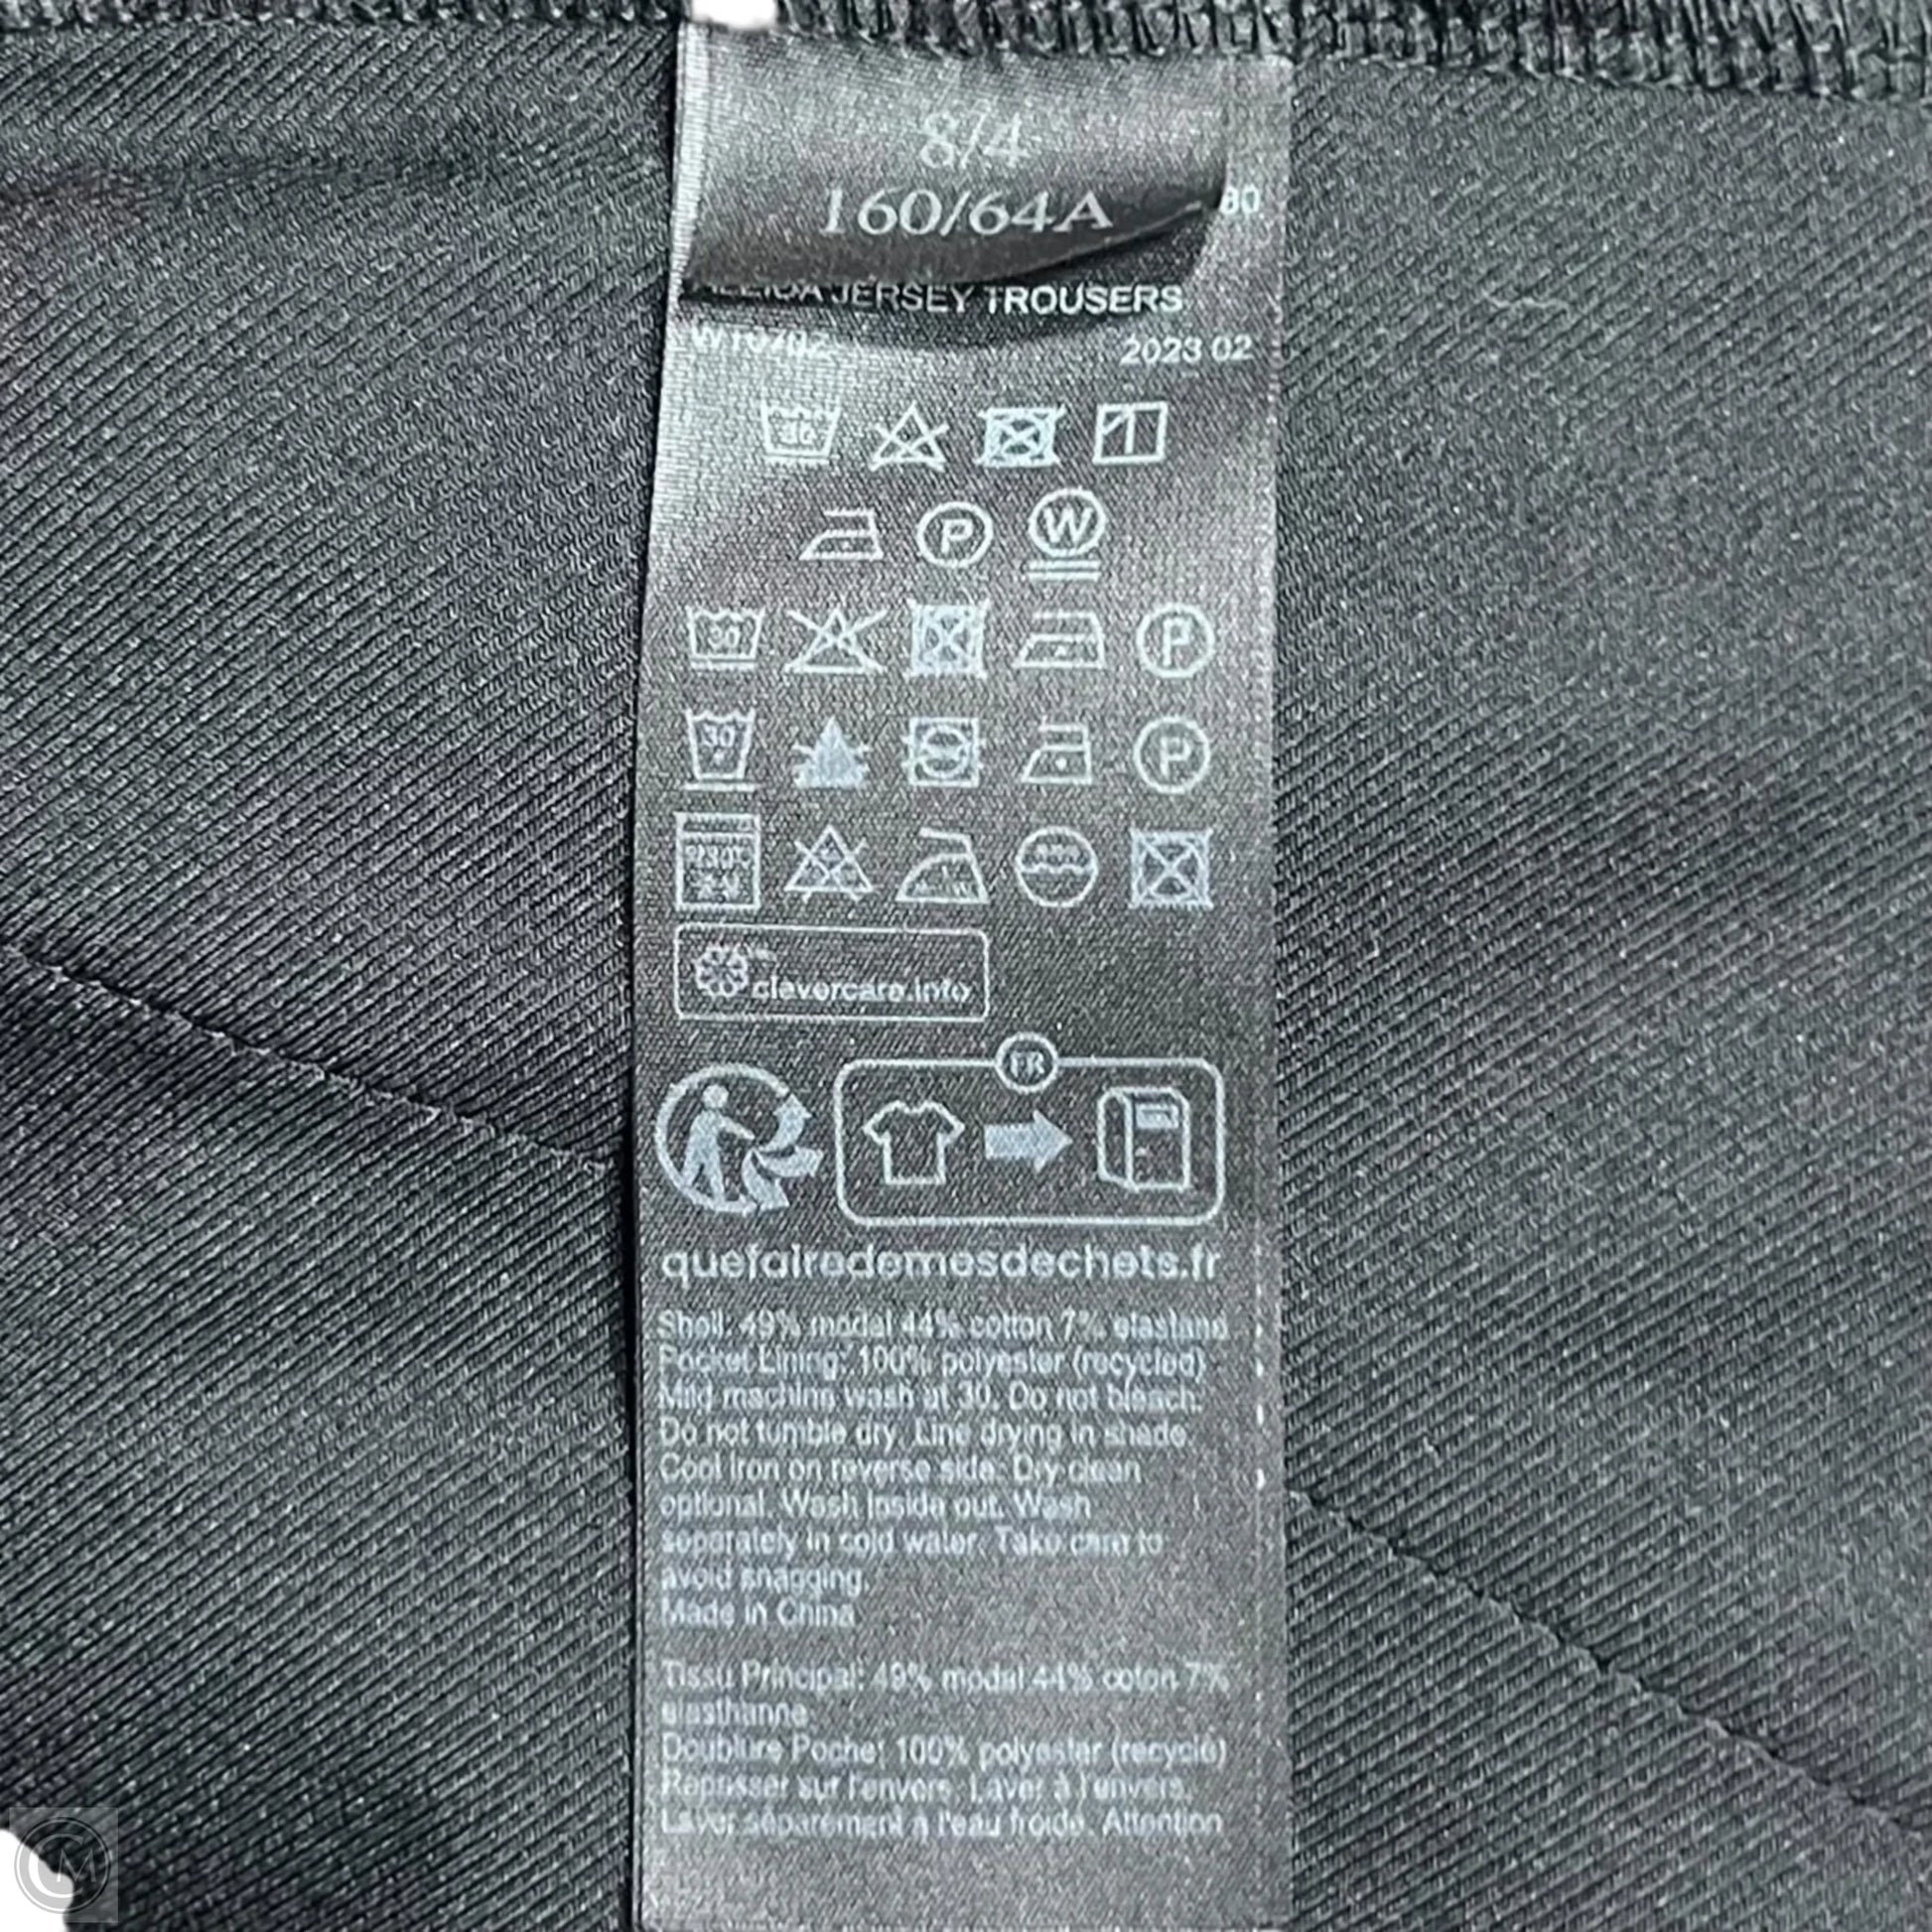 8/4
160/64A
JERSEY TROUSERS
2023 02
P
W
30
P
30
P
clevercare.info
FR
quefairedemesdechets.fr
Shell: 49% modal 44% cotton 7% elastane
Pocket Lining: 100% polyester (recycled)
Mild machine wash at 30. Do not bleach.
Do not tumble dry. Line drying in shade.
Cool iron on reverse side. Dry clean
optional. Wash inside out. Wash
separately in cold water. Take care to
avoid snagging.
Made in China
Tissu Principal: 49% modal 44% coton 7%
elasthanne
Doublure Poche: 100% polyester (recyclé)
Repasser sur l'envers. Laver à l'envers.
Laver séparement à l'eau froide. Attention